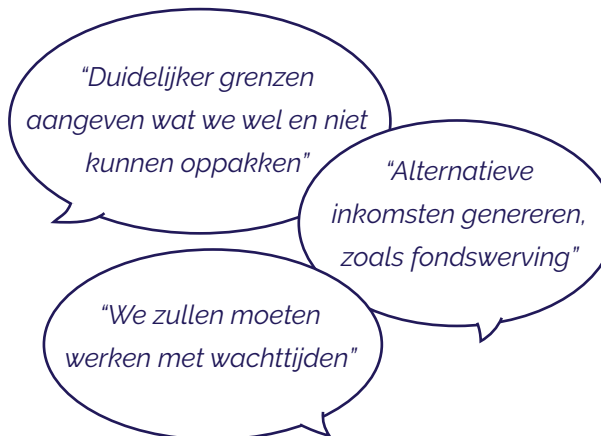 “Duidelijker grenzen
aangeven wat we wel en niet
kunnen oppakken”
“Alternatieve
inkomsten genereren,
zoals fondswerving”
“We zullen moeten
werken met wachttijden”